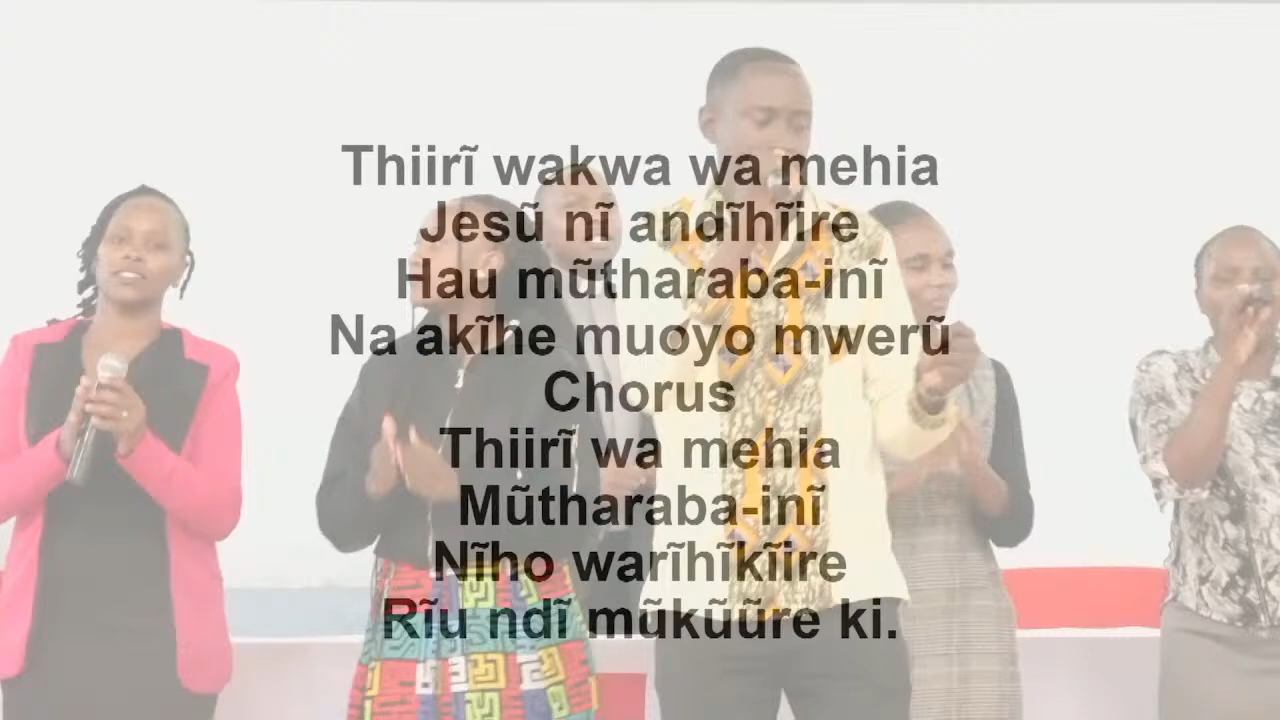 Thiirĩ wakwa wa mehia
Jesũ nĩ andĩhĩire
Hau mũtharaba-inĩ
Na akĩhe muoyo mwerũ
Chorus
Thiirĩ wa mehia
Mũtharaba-inĩ
Nĩho warĩhĩkĩire
Rĩu ndĩ mũkũũre ki.